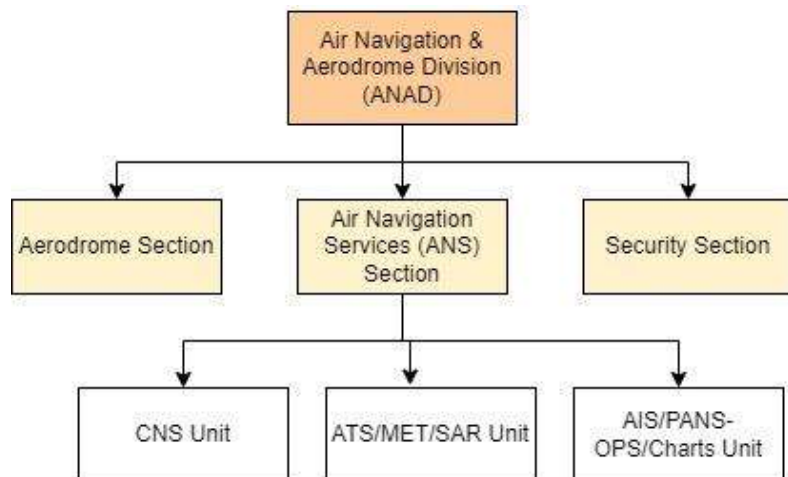 Air Navigation &
Aerodrome Division
(ANAD)
Aerodrome Section
Air Navigation
Services (ANS)
Section
Security Section
CNS Unit
ATS/MET/SAR Unit
AIS/PANS-
OPS/Charts Unit